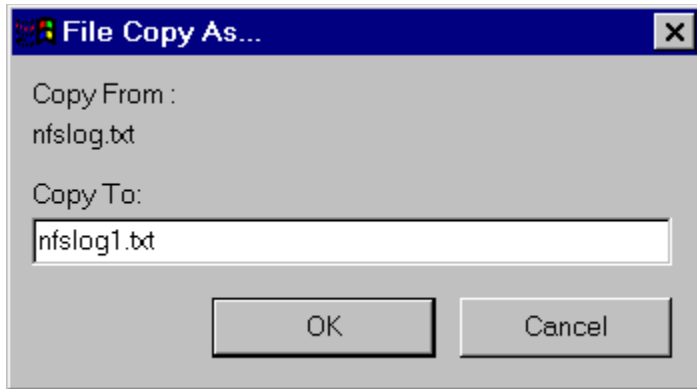 File Copy As...
Copy From :
nfslog.txt
Copy To:
nfslog1.txt
OK Cancel